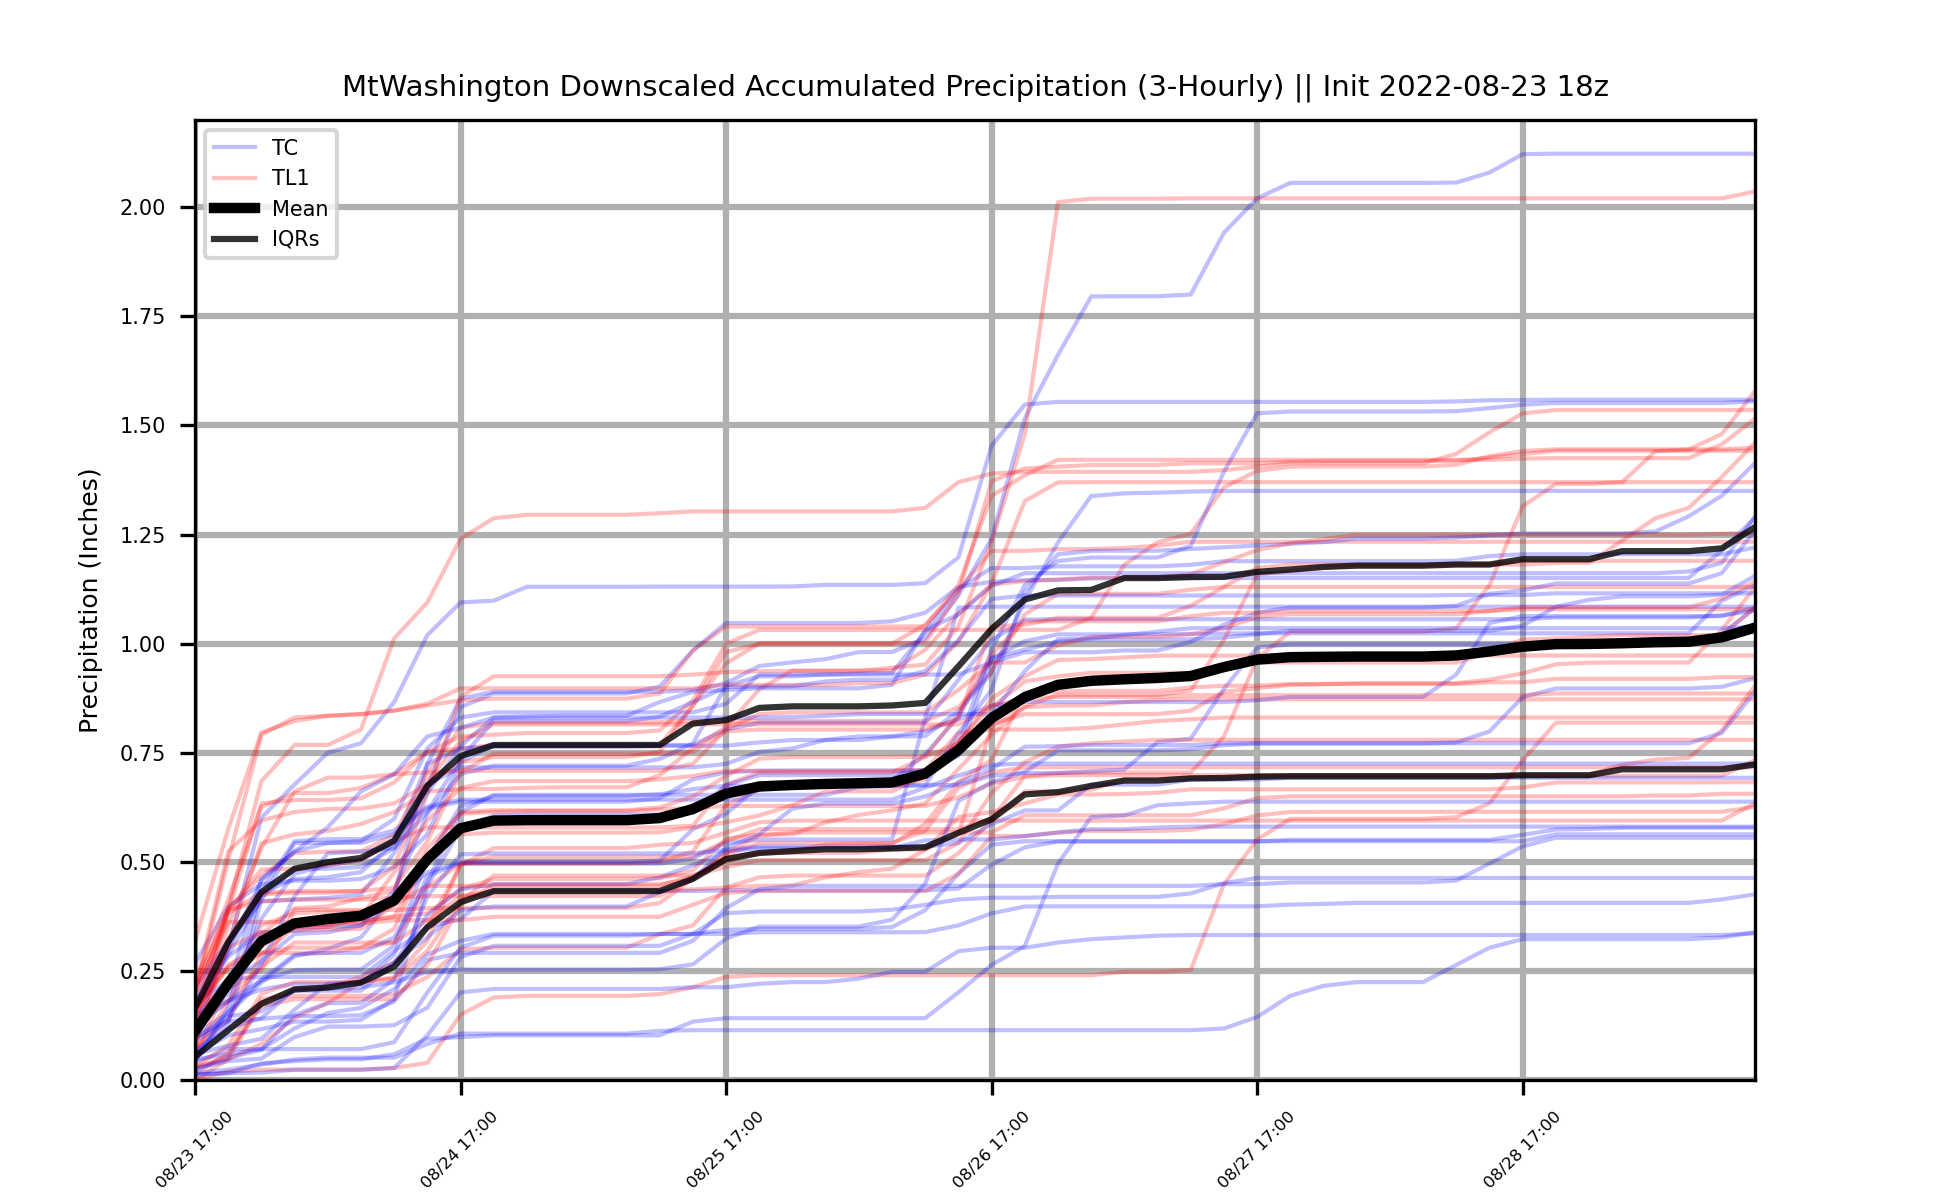 MtWashington Downscaled Accumulated Precipitation (3-Hourly) || Init 2022-08-23 18z
TC
TL1
Mean
IQRs
Precipitation (Inches)
2.00
1.75
1.50
1.25
1.00
0.75
0.50
0.25
0.00
08/23 17:00
08/24 17:00
08/25 17:00
08/26 17:00
08/27 17:00
08/28 17:00